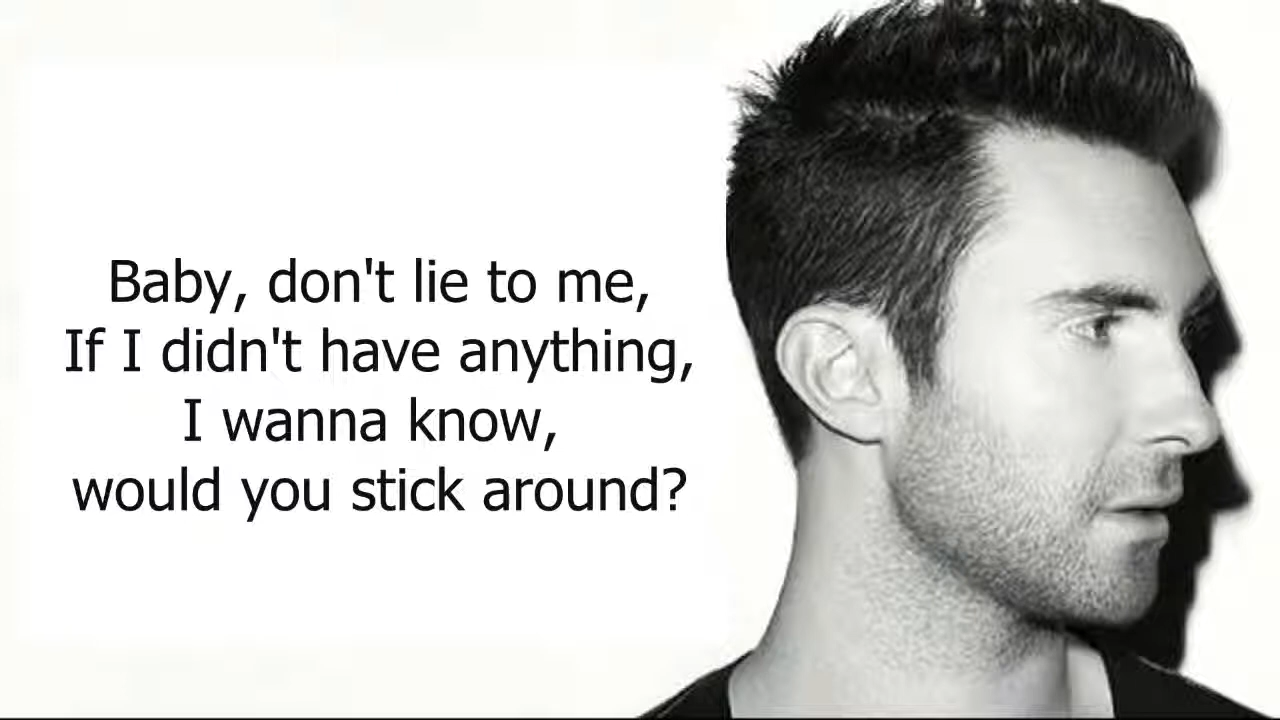 Baby, don't lie to me,
If I didn't have anything,
I wanna know,
would you stick around?